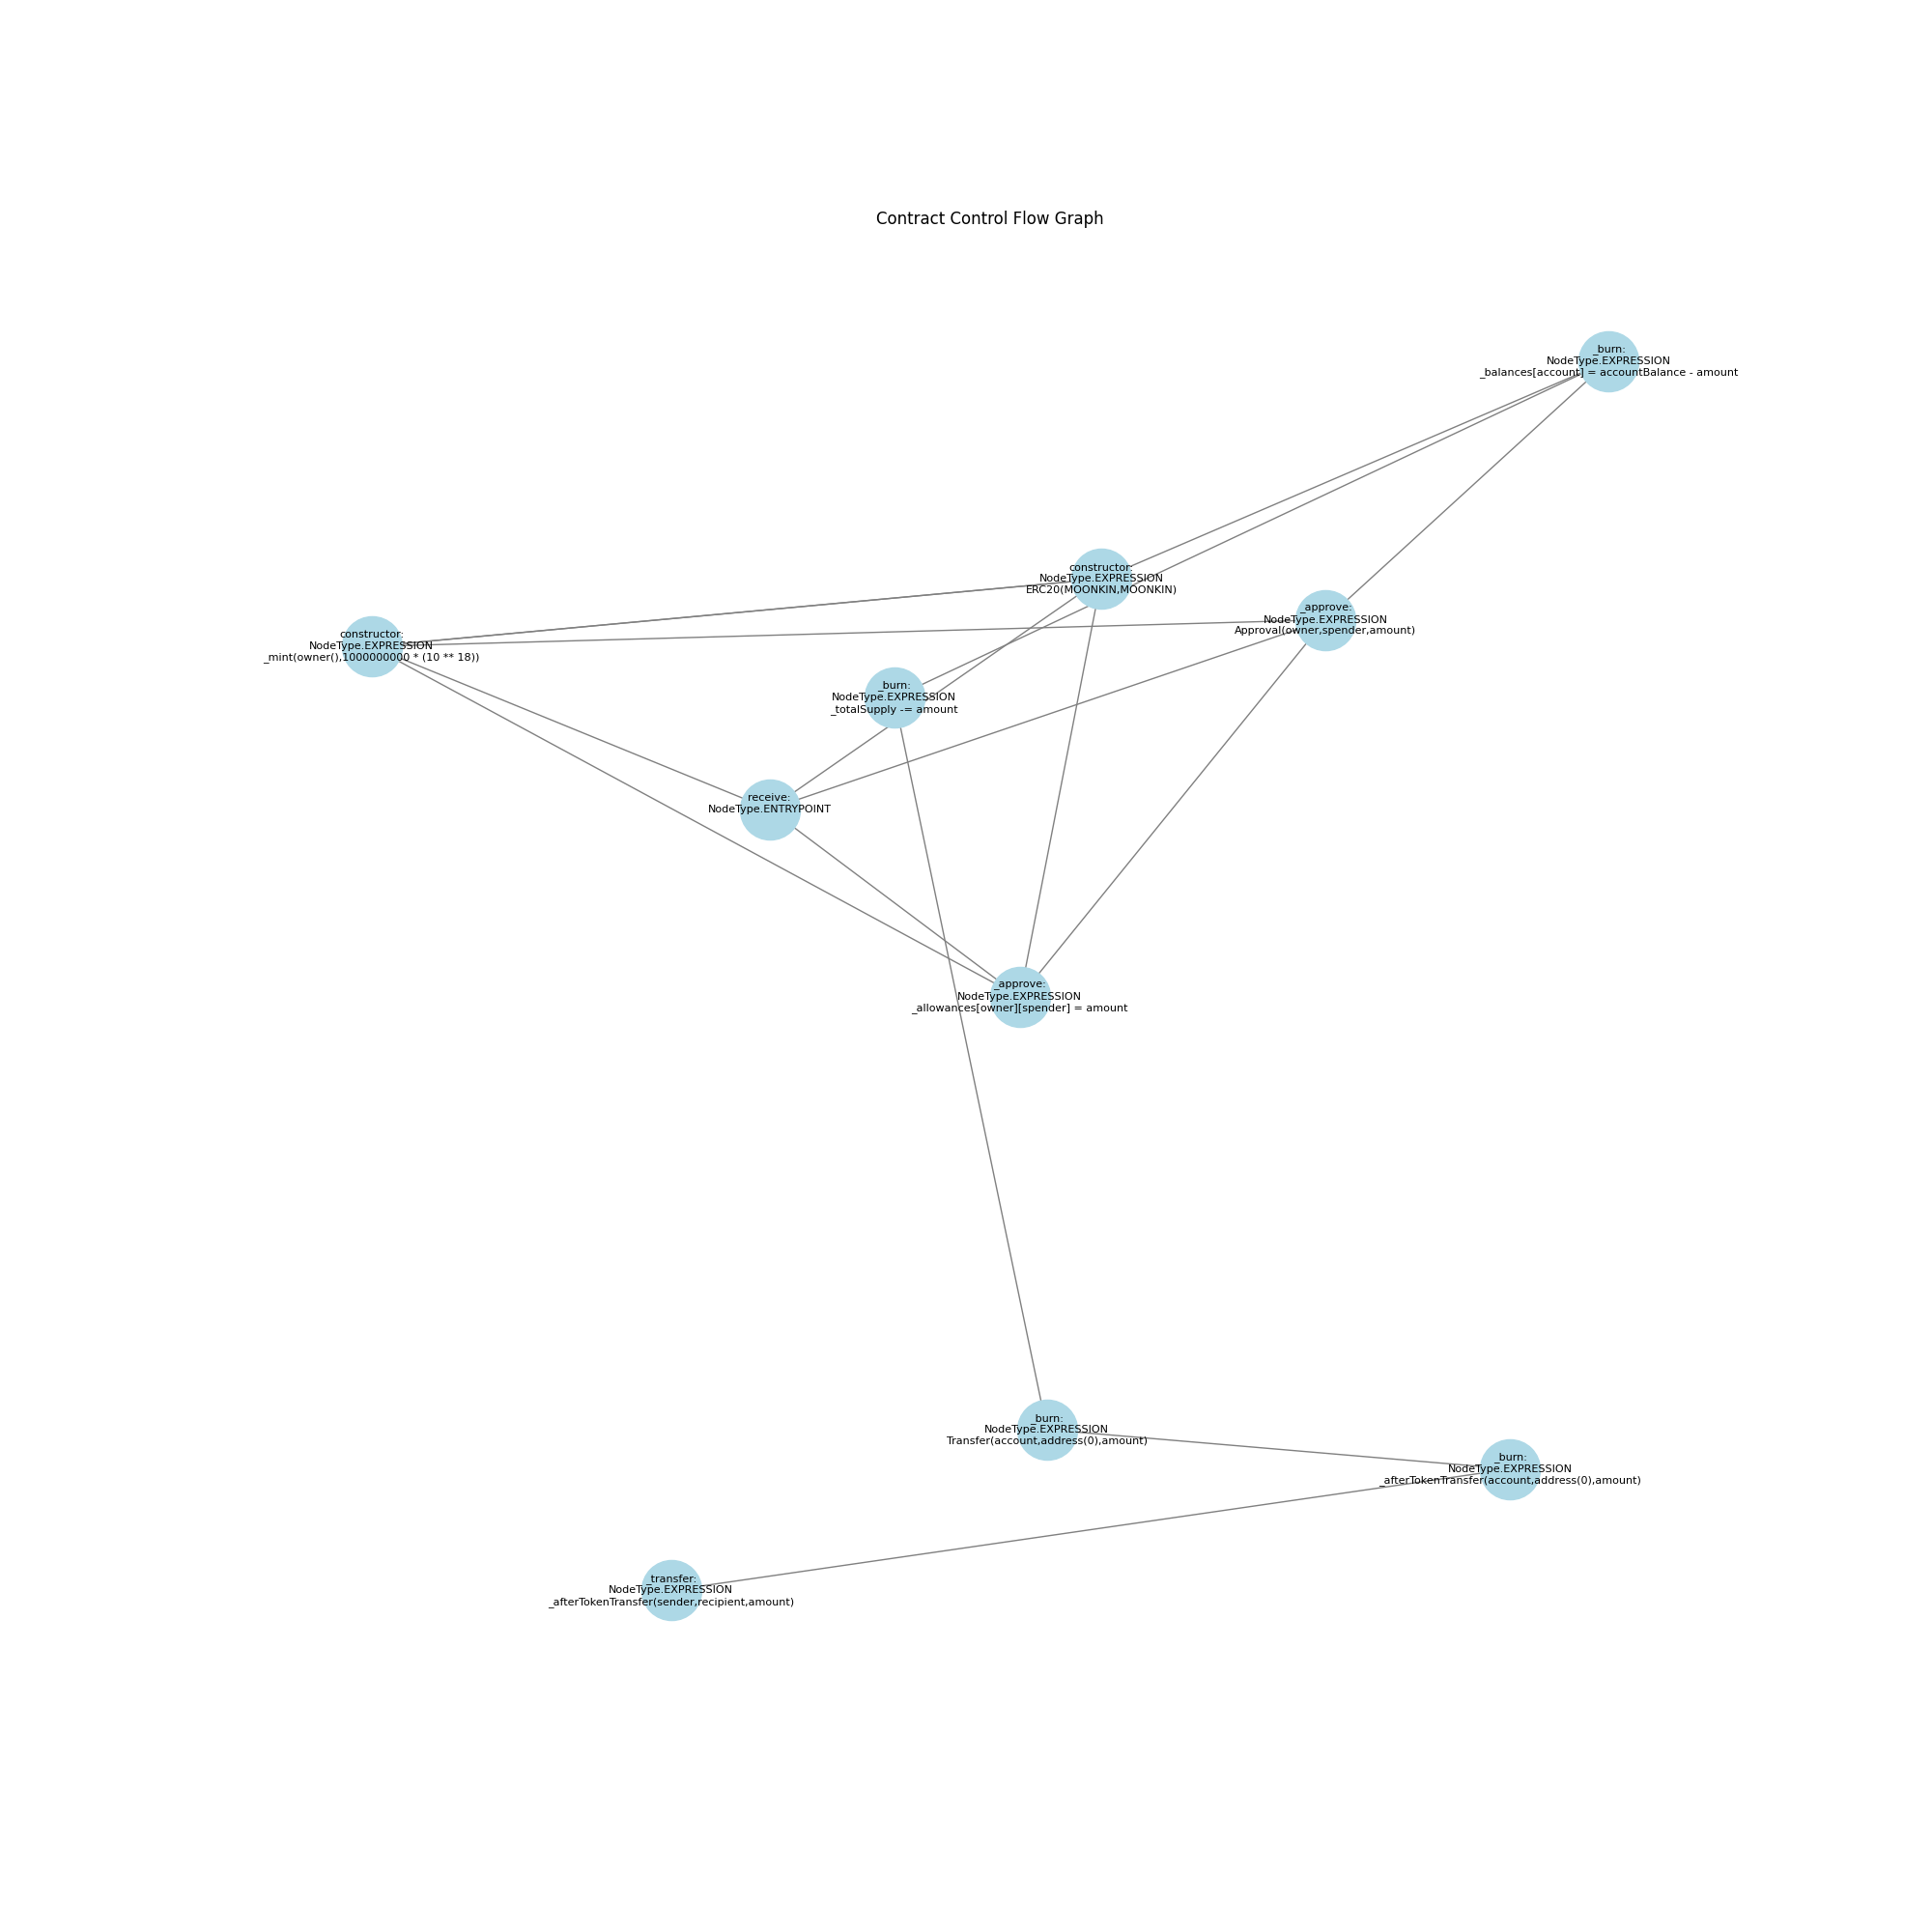 Contract Control Flow Graph
_burn:
NodeType.EXPRESSION
_balances[account] = accountBalance - amount
constructor:
NodeType.EXPRESSION
ERC20(MOONKIN,MOONKIN)
_approve:
NodeType.EXPRESSION
Approval(owner,spender,amount)
constructor:
NodeType.EXPRESSION
_mint(owner(),1000000000 * (10 ** 18))
_burn:
NodeType.EXPRESSION
_totalSupply -= amount
receive:
NodeType.ENTRYPOINT
_approve:
NodeType.EXPRESSION
_allowances[owner][spender] = amount
_burn:
NodeType.EXPRESSION
Transfer(account,address(0),amount)
_burn:
NodeType.EXPRESSION
_afterTokenTransfer(account,address(0),amount)
_transfer:
NodeType.EXPRESSION
_afterTokenTransfer(sender,recipient,amount)